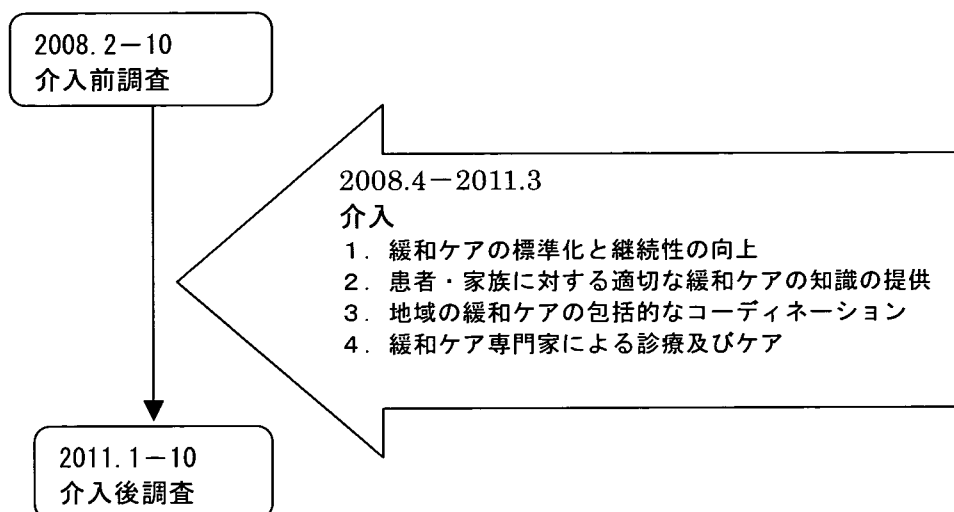 2008.2－10
介入前調査
2008.4－2011.3
介入
1．緩和ケアの標準化と継続性の向上
2．患者・家族に対する適切な緩和ケアの知識の提供
3．地域の緩和ケアの包括的なコーディネーション
4．緩和ケア専門家による診療及びケア
2011.1－10
介入後調査